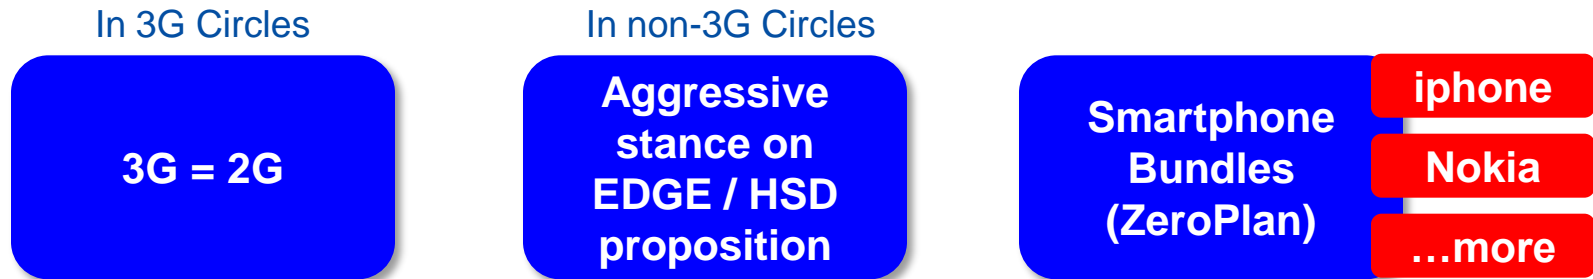 In 3G Circles
3G = 2G
In non-3G Circles
Aggressive
stance on
EDGE / HSD
proposition
Smartphone
Bundles
(ZeroPlan)
iphone
Nokia
…more